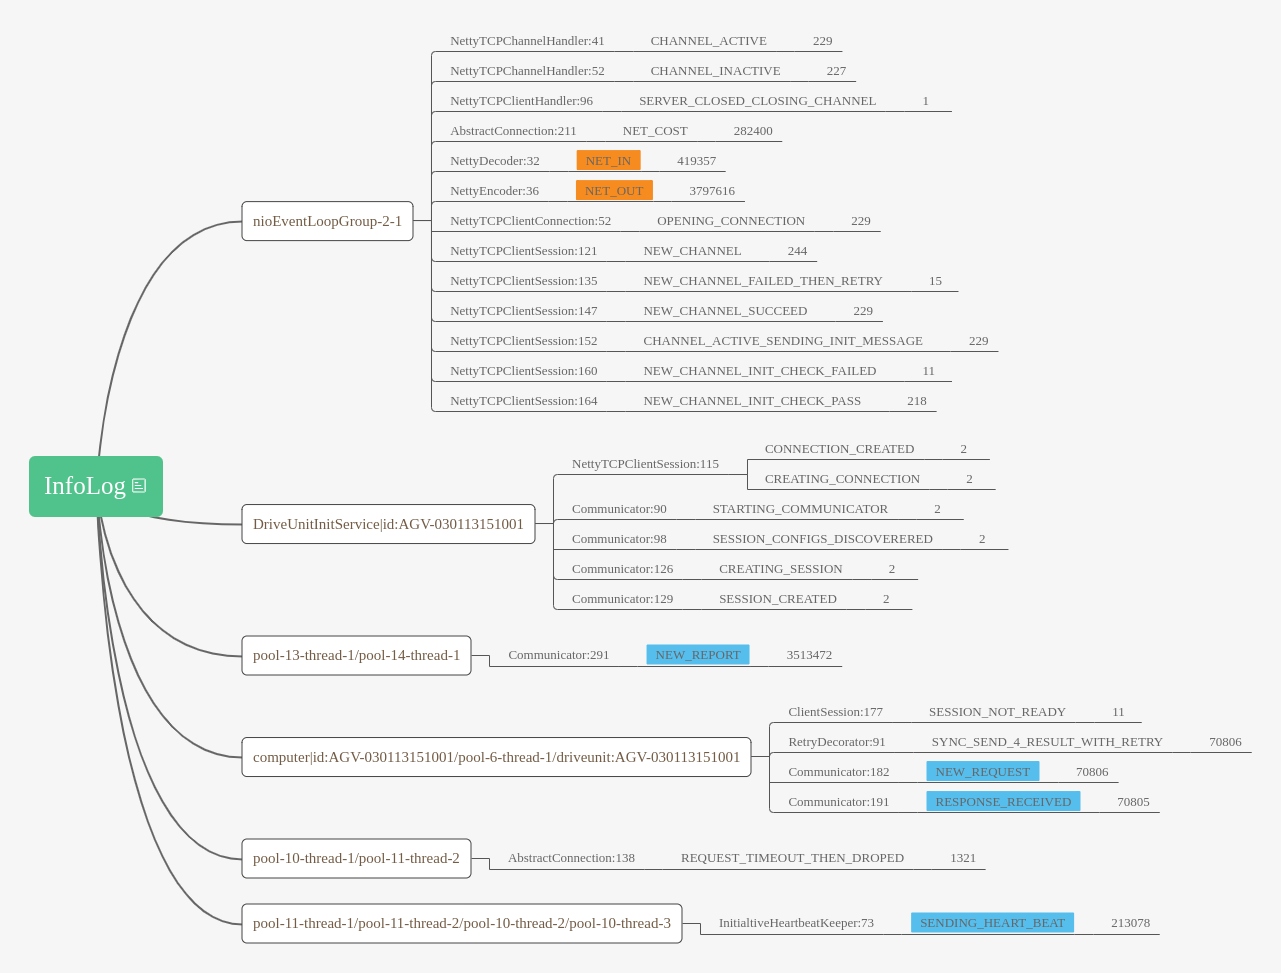 InfoLog
nioEventLoopGroup-2-1
NettyTCPChannelHandler:41 CHANNEL_ACTIVE 229
NettyTCPChannelHandler:52 CHANNEL_INACTIVE 227
NettyTCPClientHandler:96 SERVER_CLOSED_CLOSING_CHANNEL 1
AbstractConnection:211 NET_COST 282400
NettyDecoder:32 NET_IN 419357
NettyEncoder:36 NET_OUT 3797616
NettyTCPClientConnection:52 OPENING_CONNECTION 229
NettyTCPClientSession:121 NEW_CHANNEL 244
NettyTCPClientSession:135 NEW_CHANNEL_FAILED_THEN_RETRY 15
NettyTCPClientSession:147 NEW_CHANNEL_SUCCEED 229
NettyTCPClientSession:152 CHANNEL_ACTIVE_SENDING_INIT_MESSAGE 229
NettyTCPClientSession:160 NEW_CHANNEL_INIT_CHECK_FAILED 11
NettyTCPClientSession:164 NEW_CHANNEL_INIT_CHECK_PASS 218
DriveUnitInitService|id:AGV-030113151001
NettyTCPClientSession:115
CONNECTION_CREATED 2
CREATING_CONNECTION 2
Communicator:90 STARTING_COMMUNICATOR 2
Communicator:98 SESSION_CONFIGS_DISCOVERERED 2
Communicator:126 CREATING_SESSION 2
Communicator:129 SESSION_CREATED 2
pool-13-thread-1/pool-14-thread-1
Communicator:291 NEW_REPORT 3513472
computer|id:AGV-030113151001/pool-6-thread-1/driveunit:AGV-030113151001
ClientSession:177 SESSION_NOT_READY 11
RetryDecorator:91 SYNC_SEND_4_RESULT_WITH_RETRY 70806
Communicator:182 NEW_REQUEST 70806
Communicator:191 RESPONSE_RECEIVED 70805
pool-10-thread-1/pool-11-thread-2
AbstractConnection:138 REQUEST_TIMEOUT_THEN_DROPED 1321
pool-11-thread-1/pool-11-thread-2/pool-10-thread-2/pool-10-thread-3
InitialtiveHeartbeatKeeper:73 SENDING_HEART_BEAT 213078